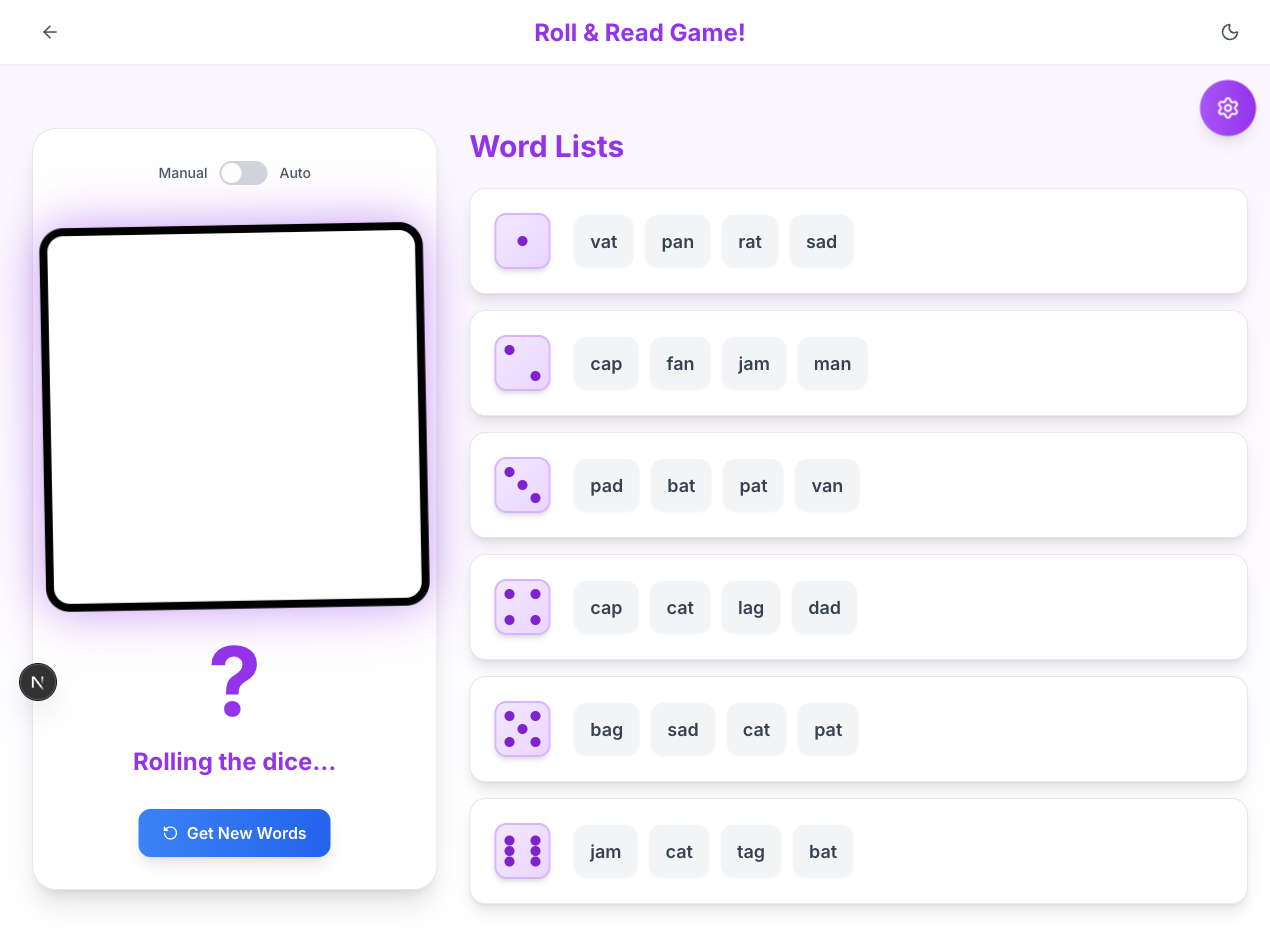 Roll & Read Game!
Manual Auto
?
Rolling the dice...
Get New Words
N
Word Lists
vat pan rat sad
cap fan jam man
pad bat pat van
cap cat lag dad
bag sad cat pat
jam cat tag bat